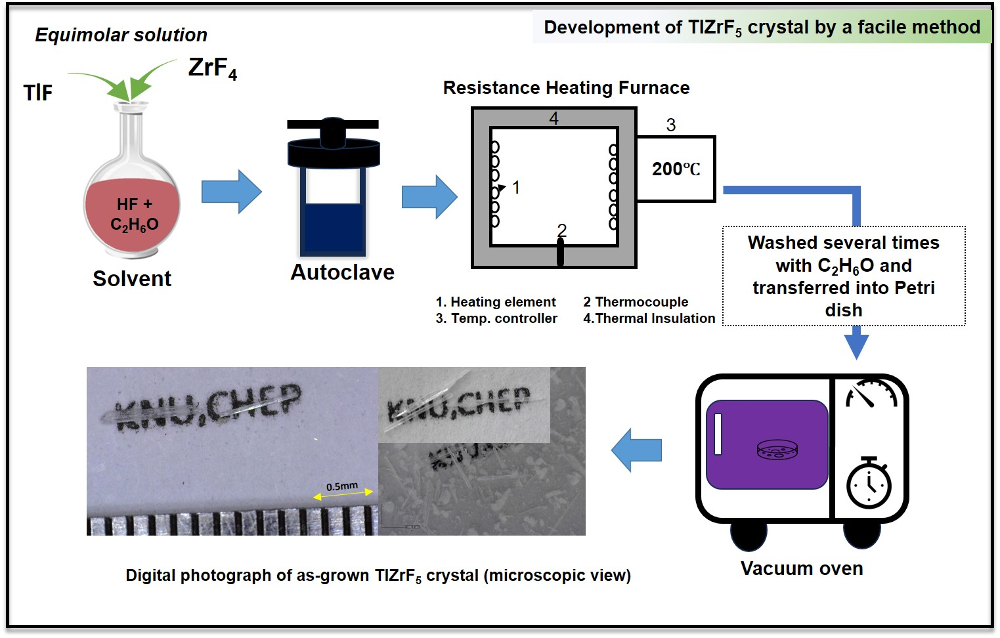 Development of TlZrF5 crystal by a facile method
Equimolar solution
ZrF4
TlF
HF +
C2H6O
Solvent
Autoclave
Resistance Heating Furnace
4
3
200℃
1
2
1. Heating element
2 Thermocouple
3. Temp. controller
4.Thermal Insulation
Washed several times
with C2H6O and
transferred into Petri
dish
Vacuum oven
KNU,CHEP
KNU,CHEP
0.5mm
Digital photograph of as-grown TlZrF5 crystal (microscopic view)